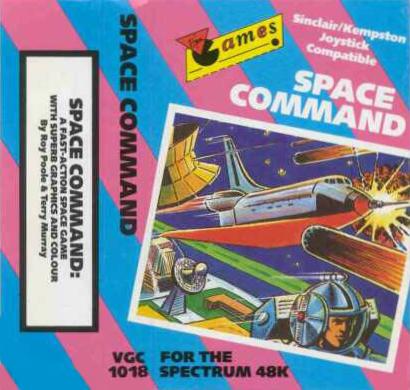 SPACE COMMAND:
A FAST-ACTION SPACE GAME
WITH SUPERB GRAPHICS AND COLOUR
By Roy Poole & Terry Murray
SPACE COMMAND
Virgin
Games
Sinclair/Kempston
Joystick
Compatible
SPACE
COMMAND
VGC FOR THE
1018 SPECTRUM 48K